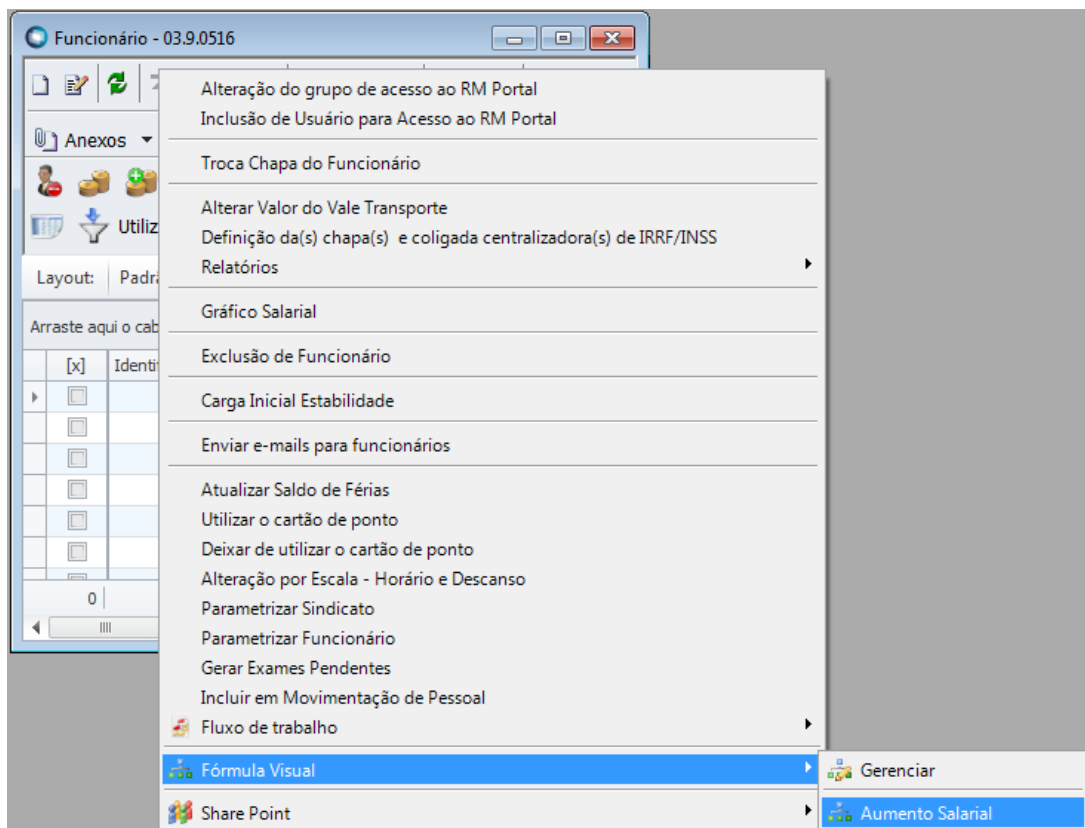 Funcionário - 03.9.0516
Alteração do grupo de acesso ao RM Portal
Inclusão de Usuário para Acesso ao RM Portal
Anexos
Troca Chapa do Funcionário
Alterar Valor do Vale Transporte
Utiliz
Definição da(s) chapa(s) e coligada centralizadora(s) de IRRF/INSS
Relatórios
Layout: Padrã
Gráfico Salarial
Arraste aqui o cab
Exclusão de Funcionário
[x] Identif
Carga Inicial Estabilidade
Enviar e-mails para funcionários
Atualizar Saldo de Férias
Utilizar o cartão de ponto
Deixar de utilizar o cartão de ponto
Alteração por Escala - Horário e Descanso
0
Parametrizar Sindicato
Parametrizar Funcionário
Gerar Exames Pendentes
Incluir em Movimentação de Pessoal
Fluxo de trabalho
Fórmula Visual
Gerenciar
Share Point
Aumento Salarial